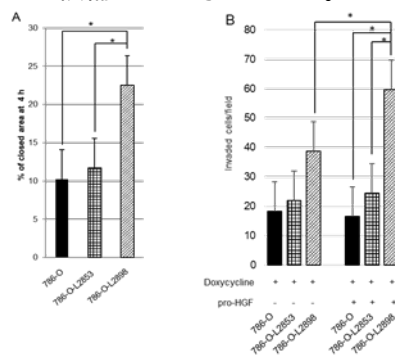 A
*
*
% of closed area at 4 h
30
25
20
15
10
5
0
786-O
786-O-L2853
786-O-L2898
B
*
*
*
Invaded cells/field
80
70
60
50
40
30
20
10
0
Doxycycline + + + + + +
pro-HGF - - - + + +
786-O
786-O-L2853
786-O-L2898
786-O
786-O-L2853
786-O-L2898